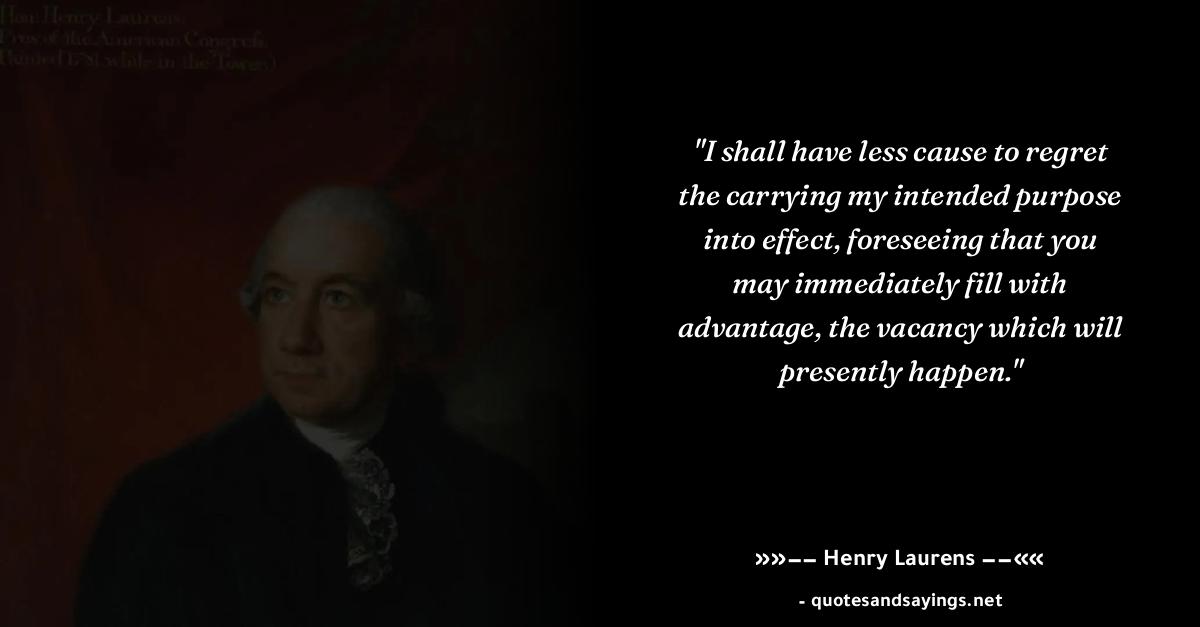 Hon: Henry Laurens.
Pres of the American Congress.
(Painted 1781, while in the Tower.)
"I shall have less cause to regret
the carrying my intended purpose
into effect, foreseeing that you
may immediately fill with
advantage, the vacancy which will
presently happen."
»»−− Henry Laurens −−««
- quotesandsayings.net